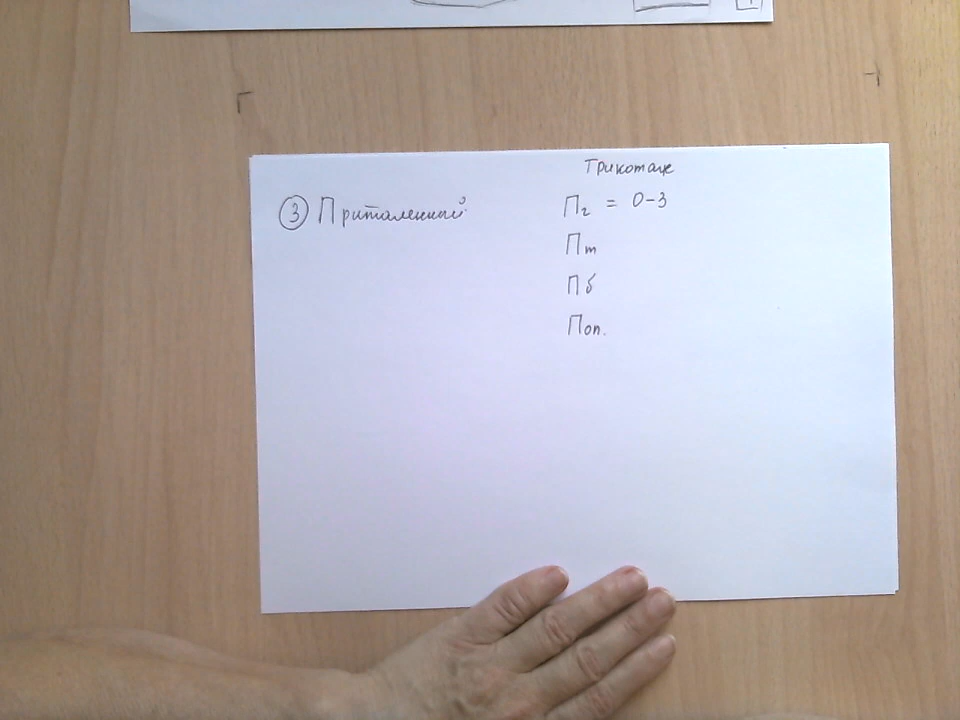 Трикотаж
③ Приталенный
Пг = 0-3
Пт
Пб
Поп.